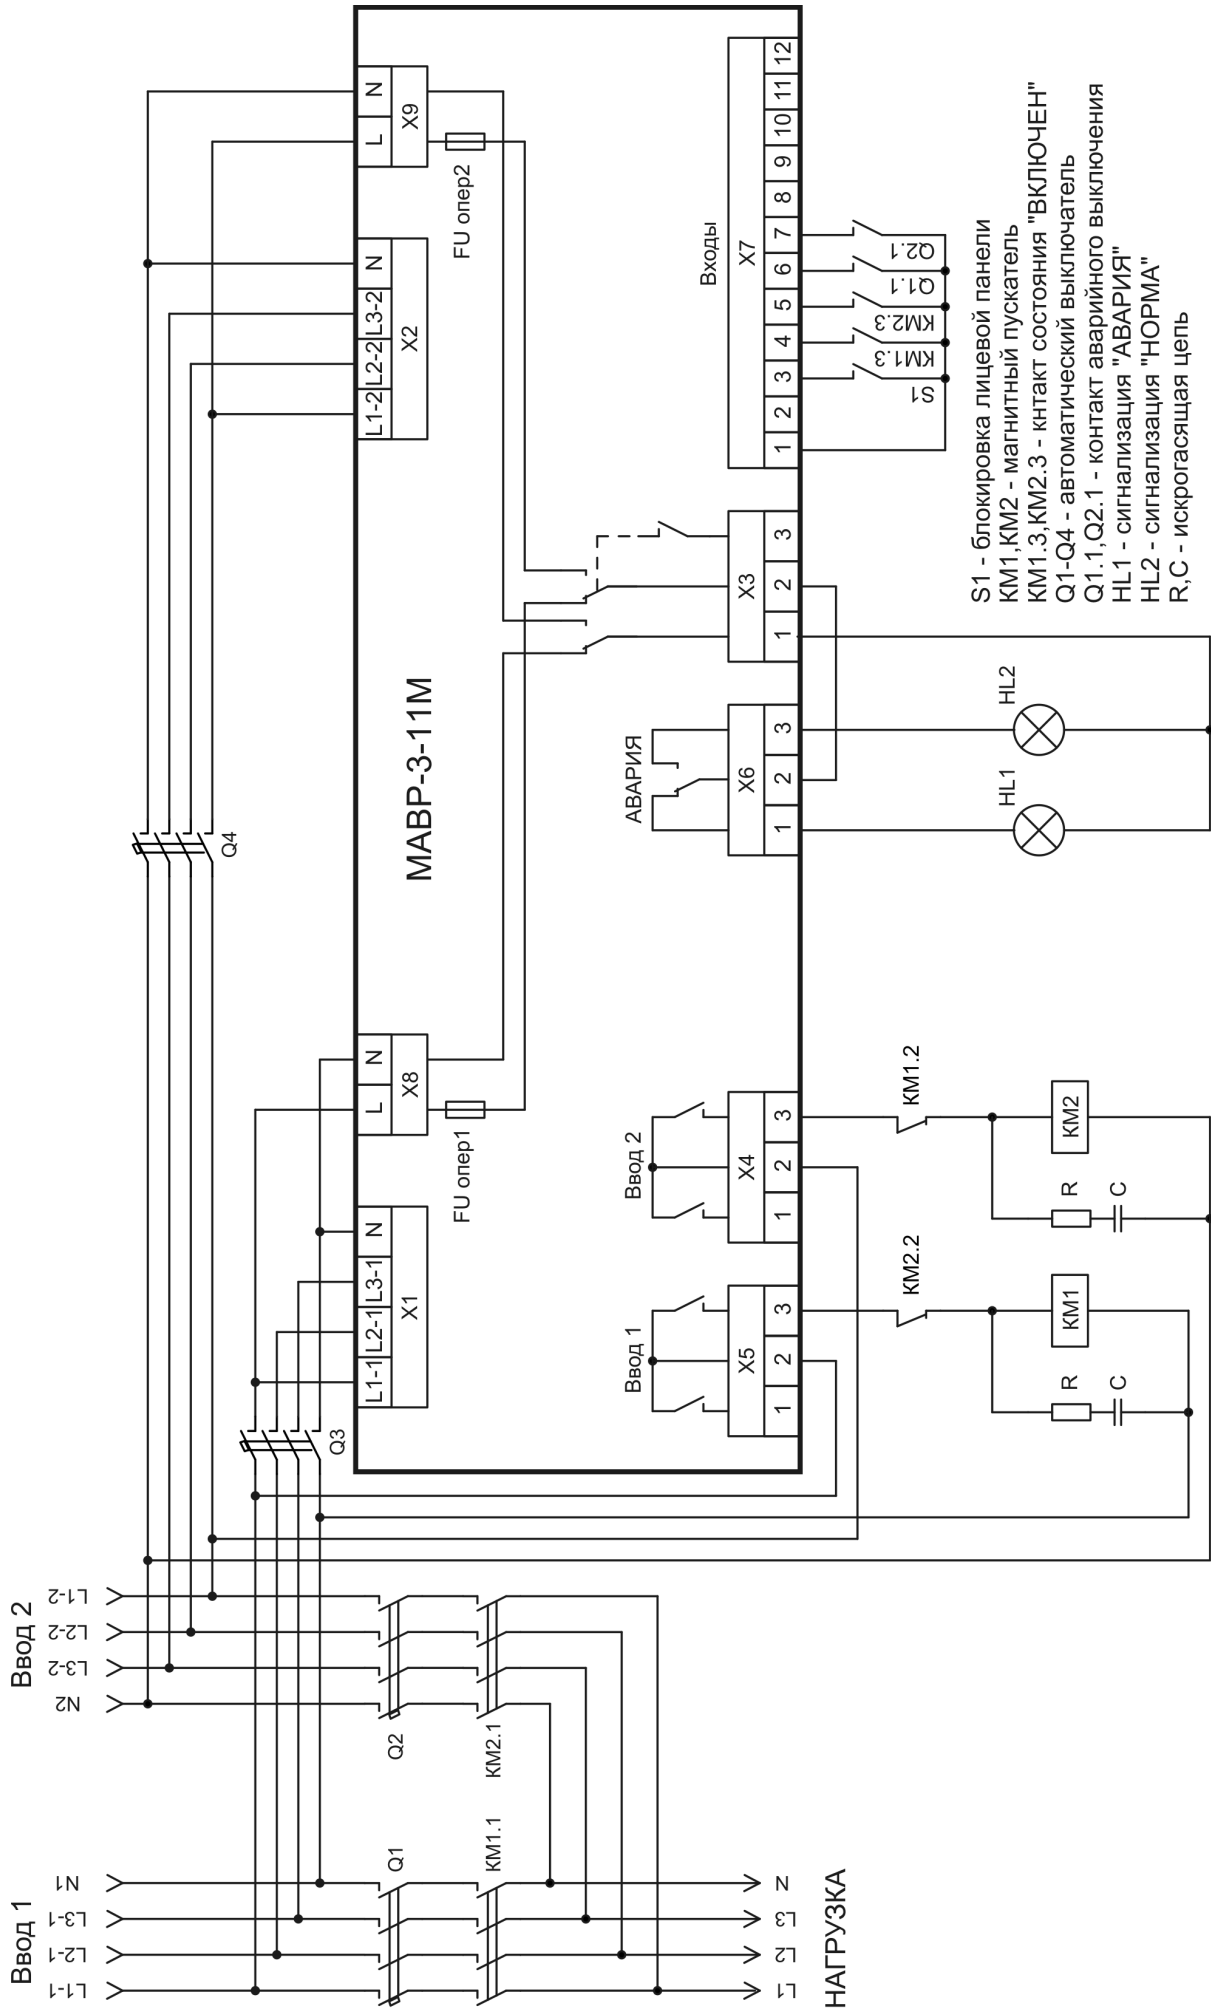 Ввод 1
L1-1
L2-1
L3-1
N1
Ввод 2
N2
L3-2
L2-2
L1-2
Q1
Q2
КМ1.1
КМ2.1
L1
L2
L3
N
НАГРУЗКА
Q3
Q4
L1-1
L2-1
L3-1
N
X1
L
N
X8
FU опер1
L1-2
L2-2
L3-2
N
X2
L
N
X9
FU опер2
МАВР-3-11М
Ввод 1
X5
1
2
3
Ввод 2
X4
1
2
3
АВАРИЯ
X6
1
2
3
X3
1
2
3
Входы
X7
1
2
3
4
5
6
7
8
9
10
11
12
S1
КМ1.3
КМ2.3
Q1.1
Q2.1
КМ2.2
КМ1.2
R
C
КМ1
R
C
КМ2
HL1
HL2
S1 - блокировка лицевой панели
КМ1,КМ2 - магнитный пускатель
КМ1.3,КМ2.3 - кнтакт состояния "ВКЛЮЧЕН"
Q1-Q4 - автоматический выключатель
Q1.1,Q2.1 - контакт аварийного выключения
HL1 - сигнализация "АВАРИЯ"
HL2 - сигнализация "НОРМА"
R,C - искрогасящая цепь